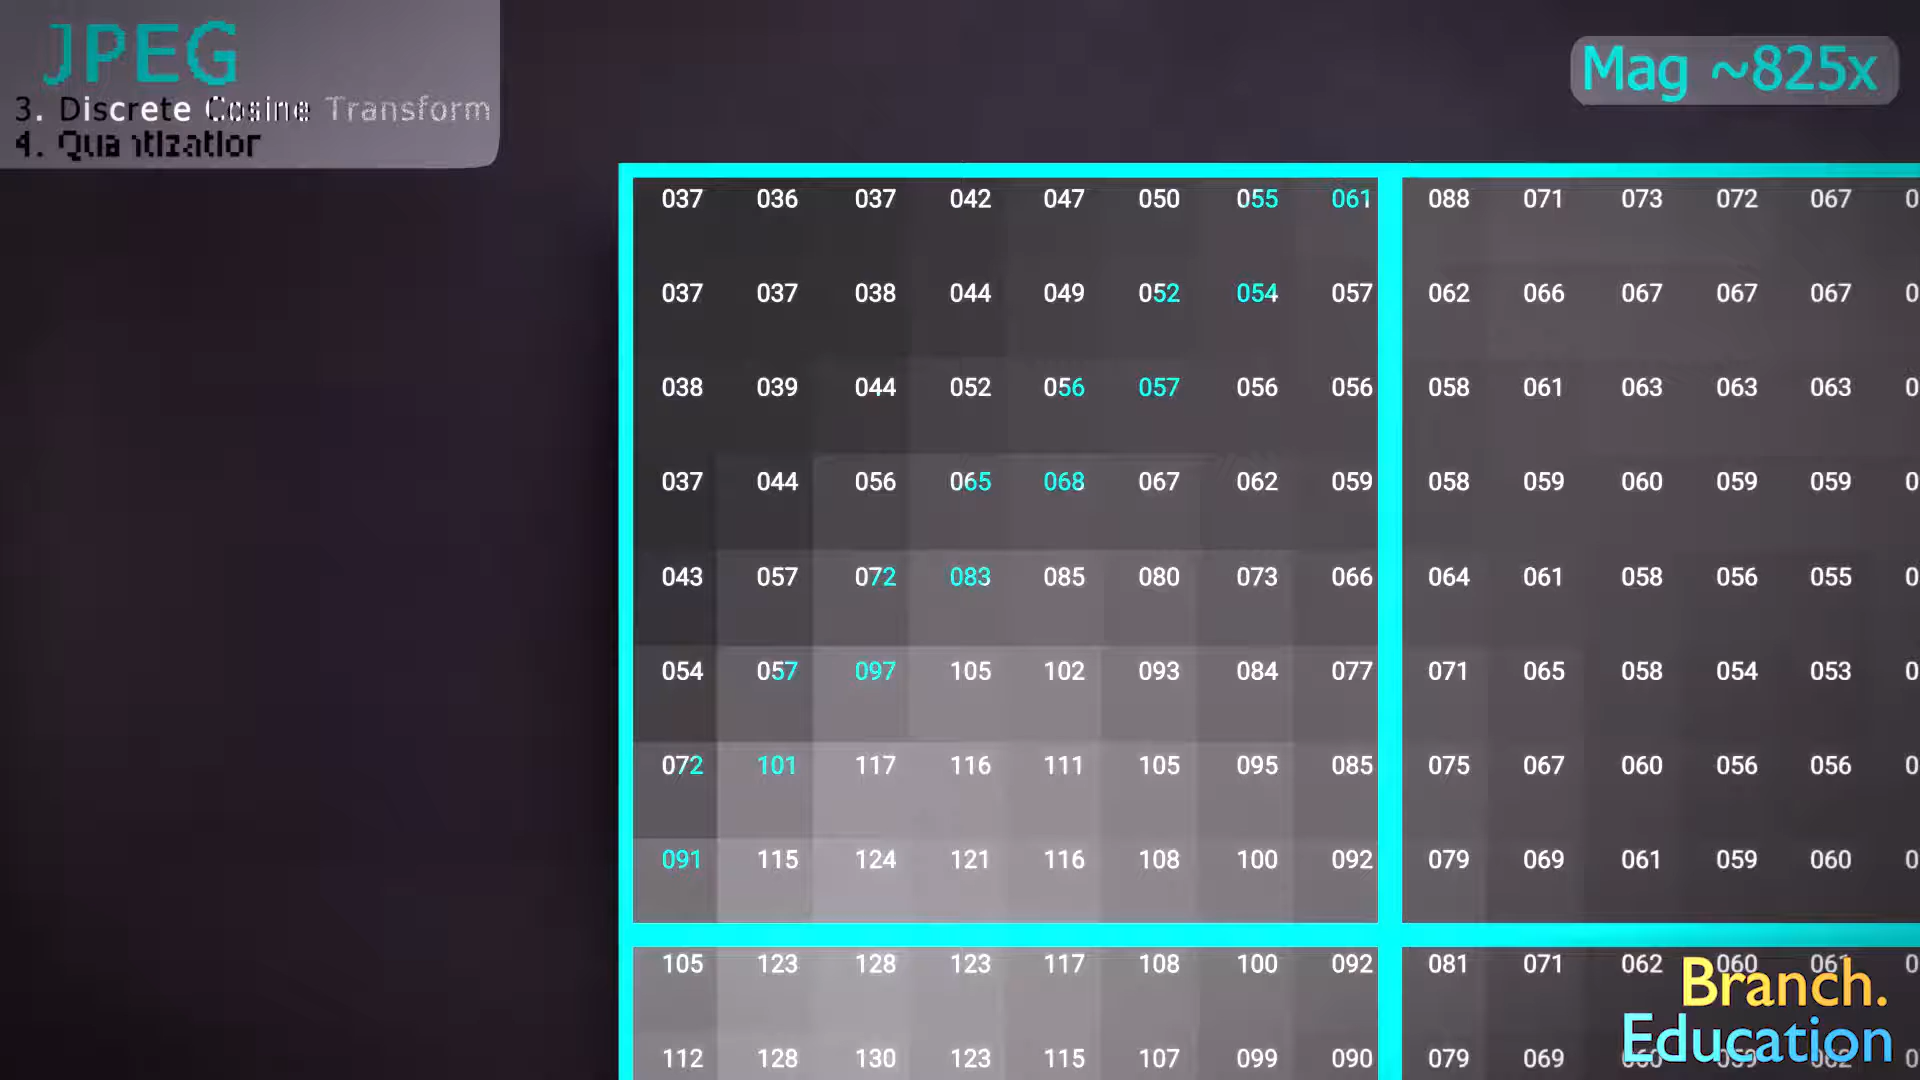 JPEG
3. Discrete Cosine Transform
4. Quantization
Mag ~825x
037 036 037 042 047 050 055 061 088 071 073 072 067
037 037 038 044 049 052 054 057 062 066 067 067 067
038 039 044 052 056 057 056 056 058 061 063 063 063
037 044 056 065 068 067 062 059 058 059 060 059 059
043 057 072 083 085 080 073 066 064 061 058 056 055
054 057 097 105 102 093 084 077 071 065 058 054 053
072 101 117 116 111 105 095 085 075 067 060 056 056
091 115 124 121 116 108 100 092 079 069 061 059 060
105 123 128 123 117 108 100 092 081 071 062 060 061
112 128 130 123 115 107 099 090 079 069 060 059 062
Branch.
Education